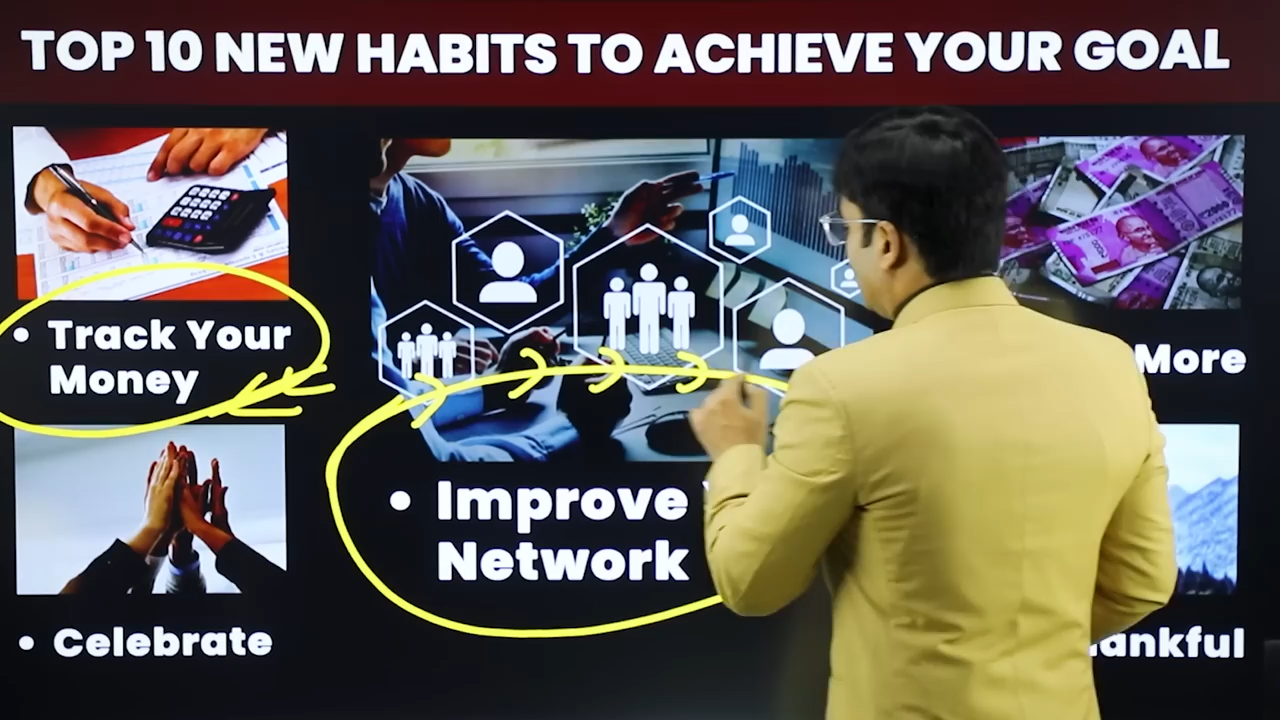 TOP 10 NEW HABITS TO ACHIEVE YOUR GOAL
• Track Your
Money
• Improve
Network
More
• Celebrate
ankful